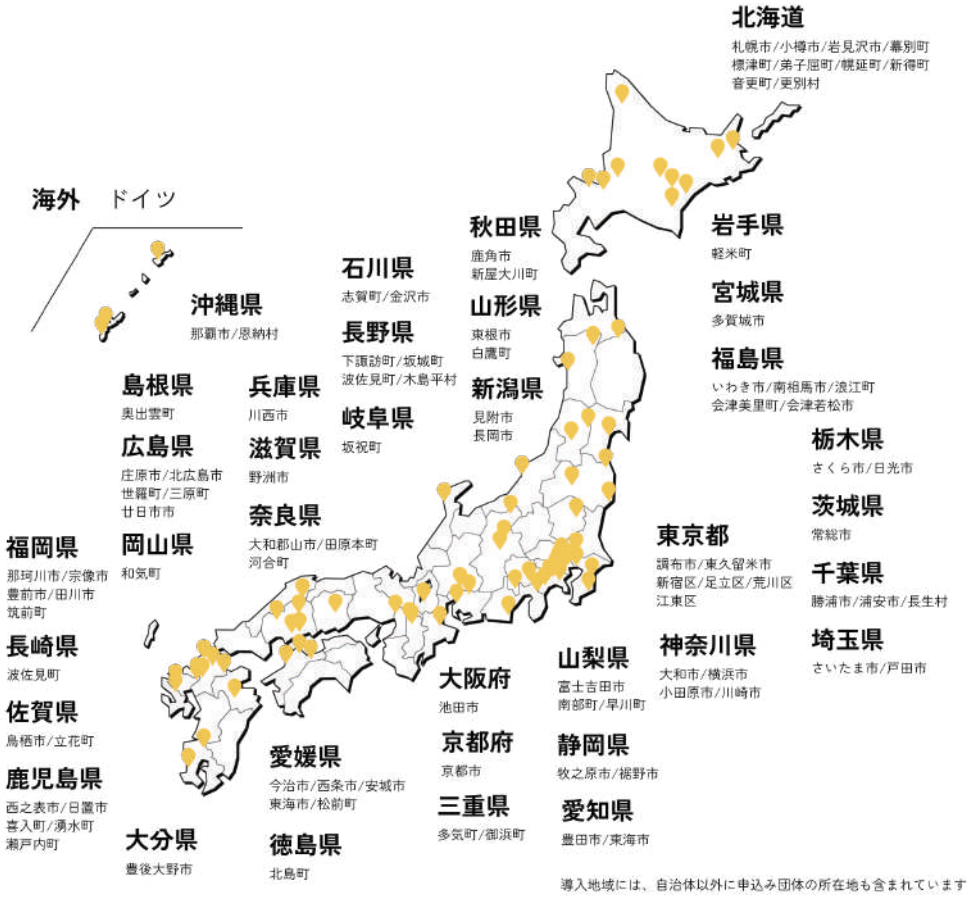 北海道
札幌市/小樽市/岩見沢市/幕別町
標津町/弟子屈町/幌延町/新得町
音更町/更別村
海外 ドイツ
沖縄県
那覇市/恩納村
石川県
志賀町/金沢市
長野県
下諏訪町/坂城町
波佐見町/木島平村
岐阜県
坂祝町
秋田県
鹿角市
新屋大川町
山形県
東根市
白鷹町
新潟県
見附市
長岡市
岩手県
軽米町
宮城県
多賀城市
福島県
いわき市/南相馬市/浪江町
会津美里町/会津若松市
島根県
奥出雲町
広島県
庄原市/北広島市
世羅町/三原町
廿日市市
岡山県
和気町
兵庫県
川西市
滋賀県
野洲市
奈良県
大和郡山市/田原本町
河合町
栃木県
さくら市/日光市
茨城県
常総市
千葉県
勝浦市/浦安市/長生村
埼玉県
さいたま市/戸田市
東京都
調布市/東久留米市
新宿区/足立区/荒川区
江東区
神奈川県
大和市/横浜市
小田原市/川崎市
福岡県
那珂川市/宗像市
豊前市/田川市
筑前町
長崎県
波佐見町
佐賀県
鳥栖市/立花町
鹿児島県
西之表市/日置市
喜入町/湧水町
瀬戸内町
大分県
豊後大野市
愛媛県
今治市/西条市/安城市
東海市/松前町
徳島県
北島町
大阪府
池田市
京都府
京都市
三重県
多気町/御浜町
山梨県
富士吉田市
南部町/早川町
静岡県
牧之原市/裾野市
愛知県
豊田市/東海市
導入地域には、自治体以外に申込み団体の所在地も含まれています